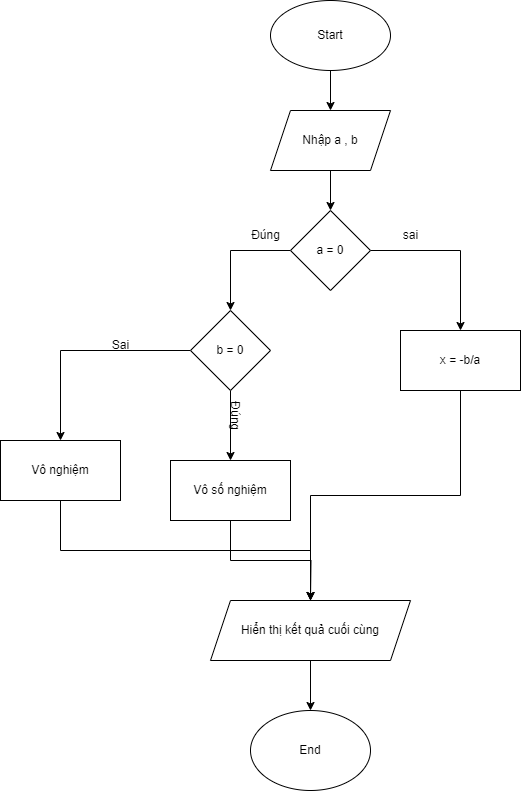 Start
Nhập a , b
Đúng
sai
a = 0
Sai
b = 0
x = -b/a
Đúng
Vô nghiệm
Vô số nghiệm
Hiển thị kết quả cuối cùng
End